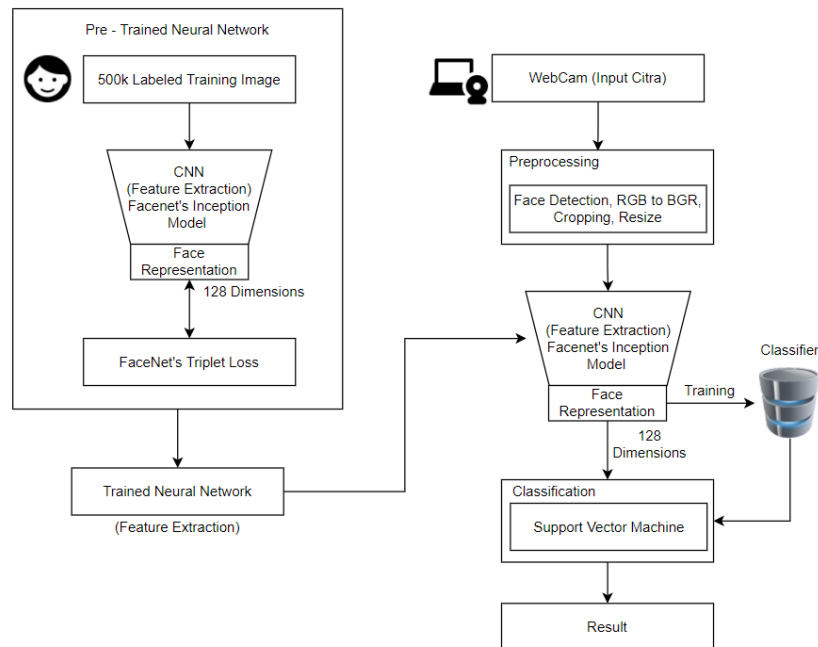 Pre - Trained Neural Network
500k Labeled Training Image
CNN
(Feature Extraction)
Facenet's Inception
Model
Face
Representation
128 Dimensions
FaceNet's Triplet Loss
Trained Neural Network
(Feature Extraction)
WebCam (Input Citra)
Preprocessing
Face Detection, RGB to BGR,
Cropping, Resize
CNN
(Feature Extraction)
Facenet's Inception
Model
Face
Representation
Training
Classifier
128
Dimensions
Classification
Support Vector Machine
Result